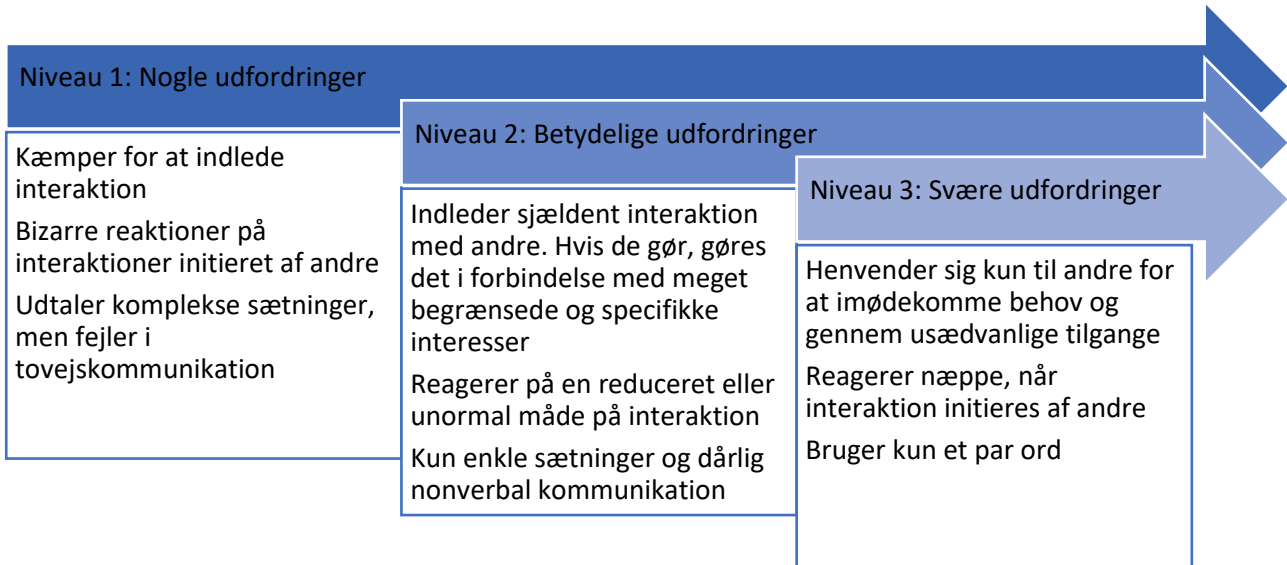 Niveau 1: Nogle udfordringer
Kæmper for at indlede
interaktion
Bizarre reaktioner på
interaktioner initieret af andre
Udtaler komplekse sætninger,
men fejler i
tovejskommunikation
Niveau 2: Betydelige udfordringer
Indleder sjældent interaktion
med andre. Hvis de gør, gøres
det i forbindelse med meget
begrænsede og specifikke
interesser
Reagerer på en reduceret eller
unormal måde på interaktion
Kun enkle sætninger og dårlig
nonverbal kommunikation
Niveau 3: Svære udfordringer
Henvender sig kun til andre for
at imødekomme behov og
gennem usædvanlige tilgange
Reagerer næppe, når
interaktion initieres af andre
Bruger kun et par ord